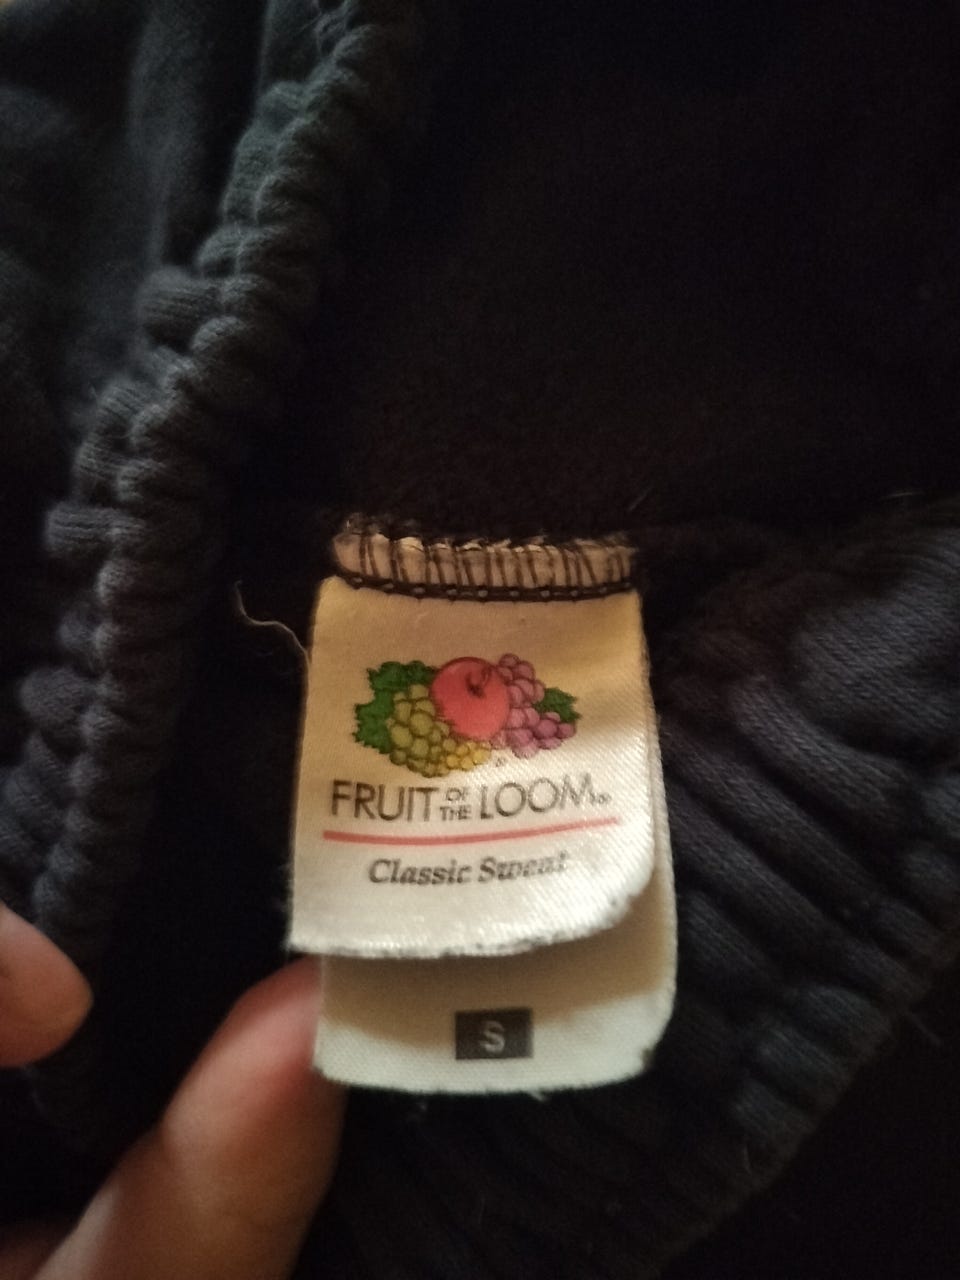 FRUIT OF THE LOOM®
Classic Sweat
S